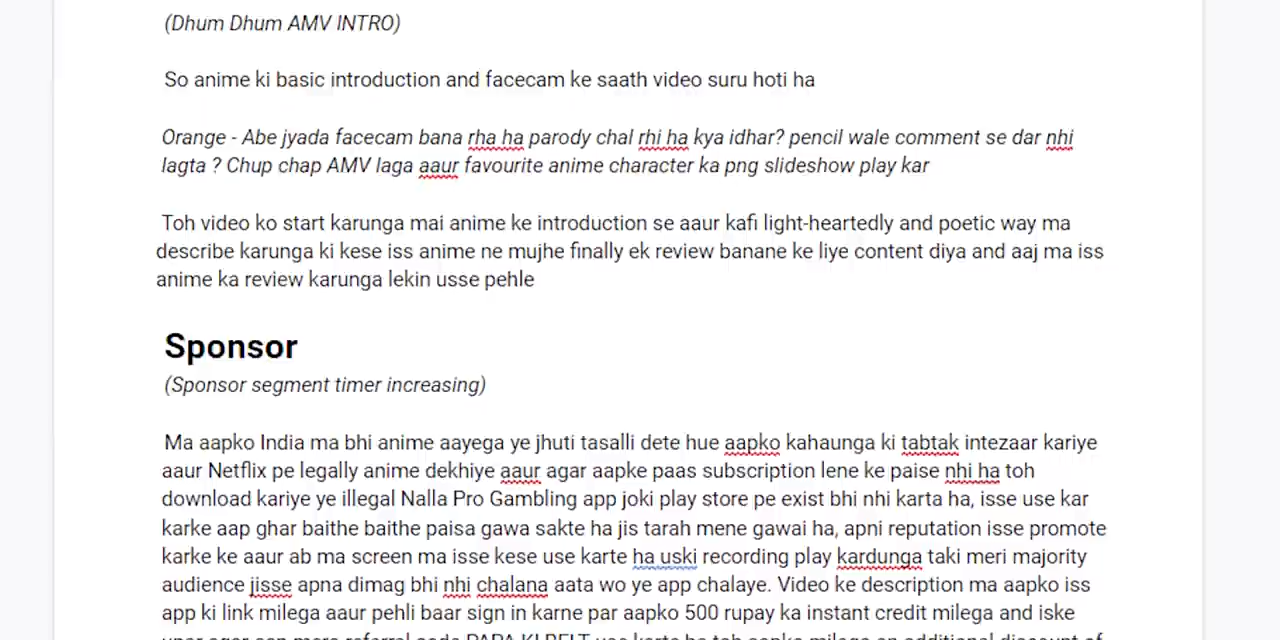 (Dhum Dhum AMV INTRO)
So anime ki basic introduction and facecam ke saath video suru hoti ha
Orange - Abe jyada facecam bana rha ha parody chal rhi ha kya idhar? pencil wale comment se dar nhi
lagta ? Chup chap AMV laga aaur favourite anime character ka png slideshow play kar
Toh video ko start karunga mai anime ke introduction se aaur kafi light-heartedly and poetic way ma
describe karunga ki kese iss anime ne mujhe finally ek review banane ke liye content diya and aaj ma iss
anime ka review karunga lekin usse pehle
Sponsor
(Sponsor segment timer increasing)
Ma aapko India ma bhi anime aayega ye jhuti tasalli dete hue aapko kahaunga ki tabtak intezaar kariye
aaur Netflix pe legally anime dekhiye aaur agar aapke paas subscription lene ke paise nhi ha toh
download kariye ye illegal Nalla Pro Gambling app joki play store pe exist bhi nhi karta ha, isse use kar
karke aap ghar baithe baithe paisa gawa sakte ha jis tarah mene gawai ha, apni reputation isse promote
karke ke aaur ab ma screen ma isse kese use karte ha uski recording play kardunga taki meri majority
audience jisse apna dimag bhi nhi chalana aata wo ye app chalaye. Video ke description ma aapko iss
app ki link milega aaur pehli baar sign in karne par aapko 500 rupay ka instant credit milega and iske